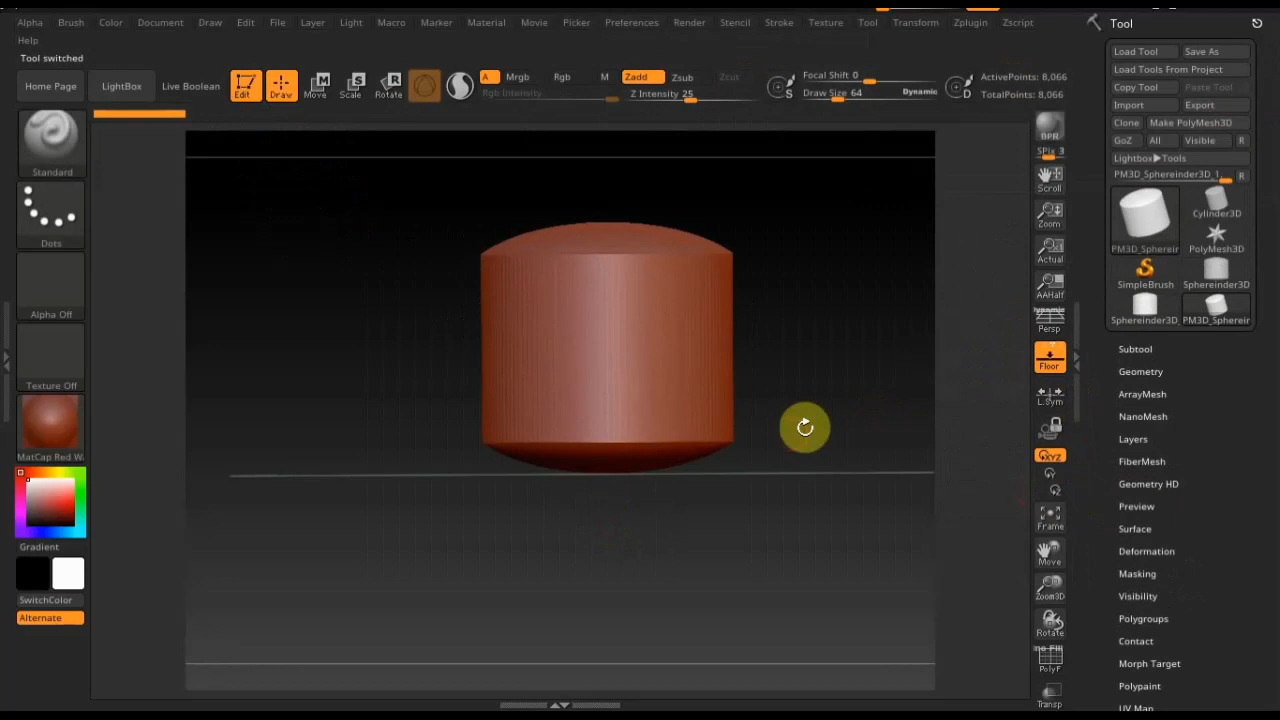 Alpha Brush Color Document Draw Edit File Layer Light Macro Marker Material Movie Picker Preferences Render Stencil Stroke Texture Tool Transform Zplugin Zscript
Help
Tool switched
Home Page LightBox Live Boolean Edit Draw Move Scale Rotate A Mrgb Rgb M Zadd Zsub Zcut Focal Shift 0 ActivePoints: 8,066
Rgb Intensity Z Intensity 25 S Draw Size 64 Dynamic D TotalPoints: 8,066
Standard
Dots
Alpha Off
Texture Off
MatCap Red W
Gradient
SwitchColor
Alternate
BPR
SPix 3
Scroll
Zoom
Actual
AAHalf
Persp
Floor
L.Sym
XYZ
Y
Z
Frame
Move
Zoom3D
Rotate
PolyF
Transp
Tool
Load Tool Save As
Load Tools From Project
Copy Tool Paste Tool
Import Export
Clone Make PolyMesh3D
GoZ All Visible R
Lightbox▶Tools
PM3D_Sphereinder3D_1 R
Cylinder3D
PM3D_Sphereir PolyMesh3D
SimpleBrush Sphereinder3D
Sphereinder3D_ PM3D_Sphereir
Subtool
Geometry
ArrayMesh
NanoMesh
Layers
FiberMesh
Geometry HD
Preview
Surface
Deformation
Masking
Visibility
Polygroups
Contact
Morph Target
Polypaint
UV Map